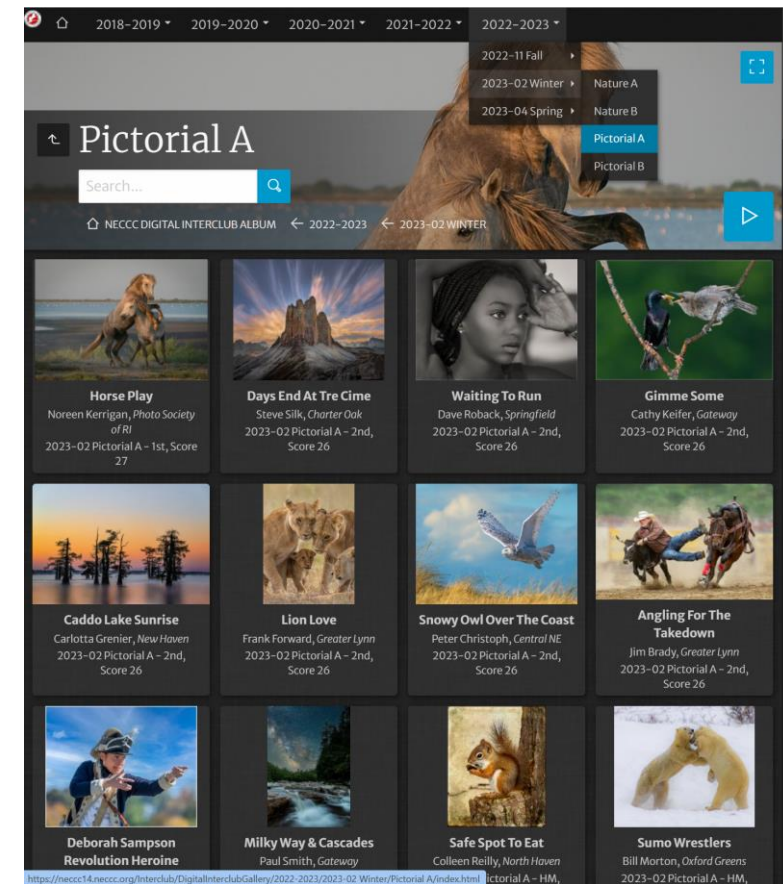 2018-2019
2019-2020
2020-2021
2021-2022
2022-2023
2022-11 Fall
2023-02 Winter
2023-04 Spring
Nature A
Nature B
Pictorial A
Pictorial B
Pictorial A
Search...
NECCC DIGITAL INTERCLUB ALBUM
2022-2023
2023-02 WINTER
Horse Play
Noreen Kerrigan, Photo Society
of RI
2023-02 Pictorial A - 1st, Score
27
Days End At Tre Cime
Steve Silk, Charter Oak
2023-02 Pictorial A - 2nd,
Score 26
Waiting To Run
Dave Roback, Springfield
2023-02 Pictorial A - 2nd,
Score 26
Gimme Some
Cathy Keifer, Gateway
2023-02 Pictorial A - 2nd,
Score 26
Caddo Lake Sunrise
Carlotta Grenier, New Haven
2023-02 Pictorial A - 2nd,
Score 26
Lion Love
Frank Forward, Greater Lynn
2023-02 Pictorial A - 2nd,
Score 26
Snowy Owl Over The Coast
Peter Christoph, Central NE
2023-02 Pictorial A - 2nd,
Score 26
Angling For The
Takedown
Jim Brady, Greater Lynn
2023-02 Pictorial A - 2nd,
Score 26
Deborah Sampson
Revolution Heroine
Milky Way & Cascades
Paul Smith, Gateway
Safe Spot To Eat
Colleen Reilly, North Haven
ictorial A - HM,
Sumo Wrestlers
Bill Morton, Oxford Greens
2023-02 Pictorial A - HM,
https://neccc14.neccc.org/Interclub/DigitalInterclubGallery/2022-2023/2023-02 Winter/Pictorial A/index.html